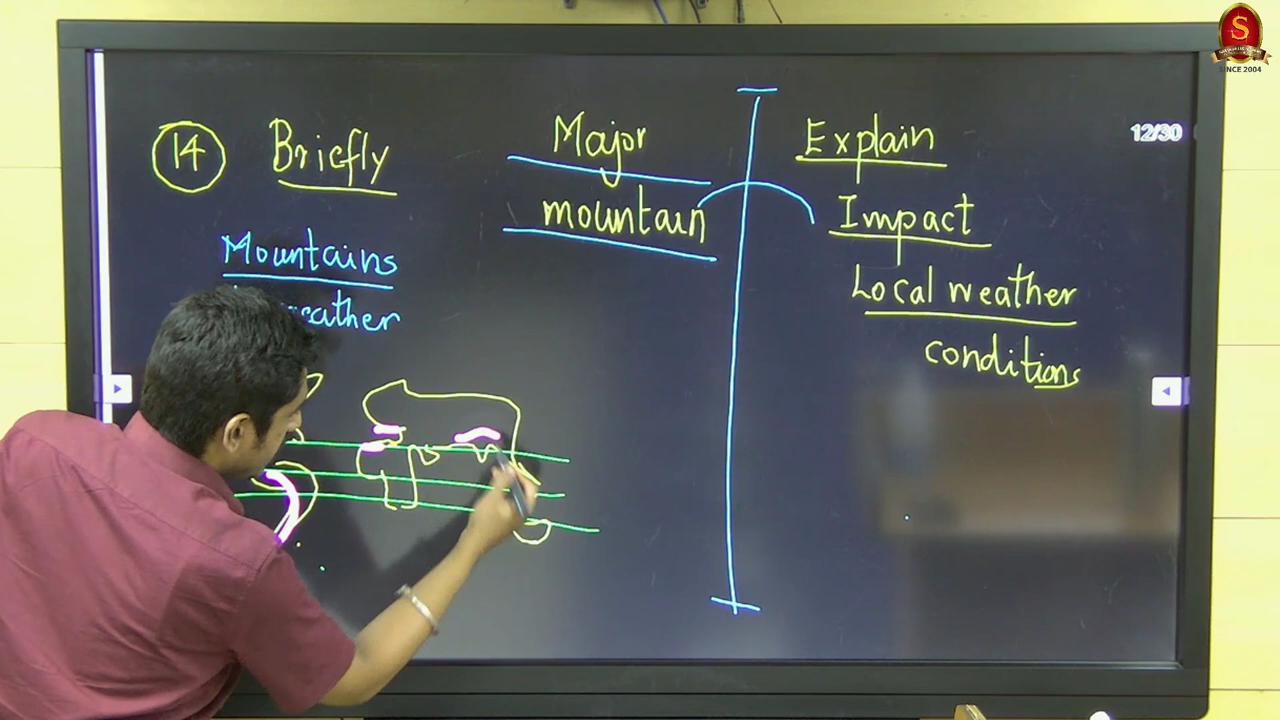 S
SINCE 2004
12/30
14 Briefly
Mountains
Major
mountain
Explain
Impact
Local weather
conditions